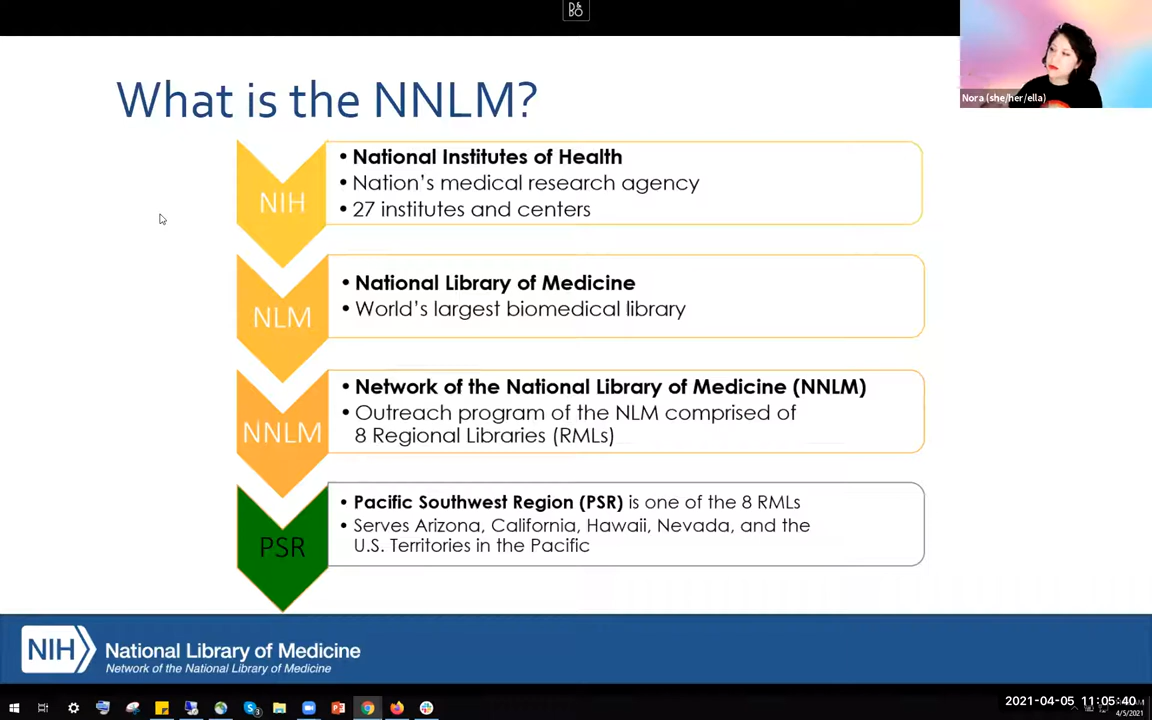 B&O
Nora (she/her/ella)
What is the NNLM?
NIH
• National Institutes of Health
• Nation's medical research agency
• 27 institutes and centers
NLM
• National Library of Medicine
• World's largest biomedical library
NNLM
• Network of the National Library of Medicine (NNLM)
• Outreach program of the NLM comprised of
8 Regional Libraries (RMLs)
PSR
• Pacific Southwest Region (PSR) is one of the 8 RMLs
• Serves Arizona, California, Hawaii, Nevada, and the
U.S. Territories in the Pacific
NIH
National Library of Medicine
Network of the National Library of Medicine
2021-04-05 11:05:40
4/5/2021